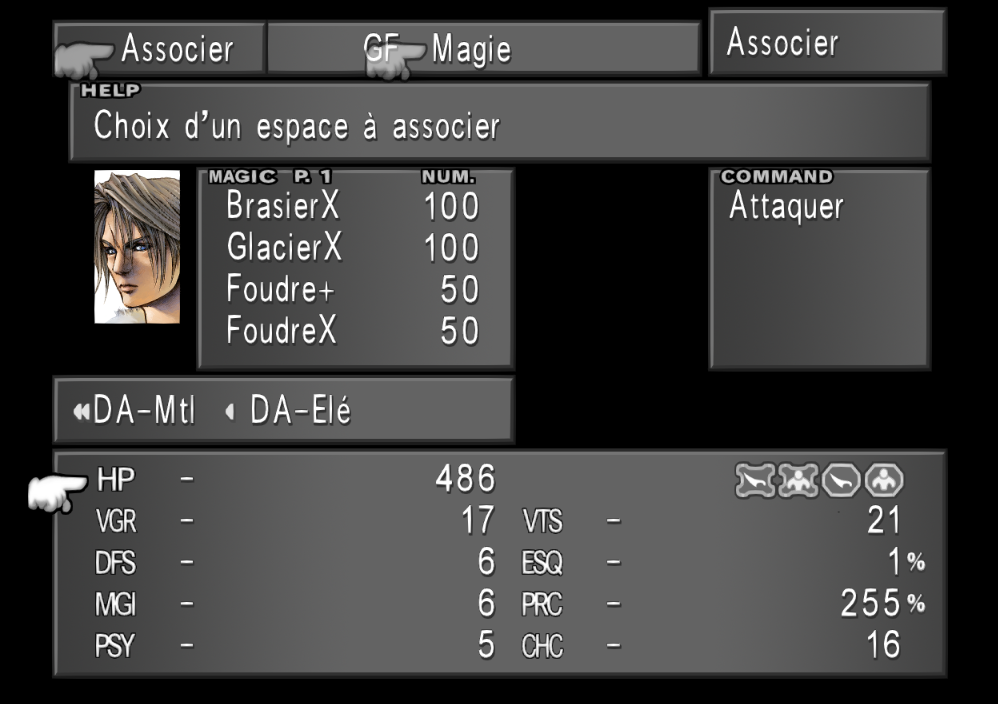 Associer GF Magie Associer
HELP
Choix d'un espace à associer
MAGIC P. 1 NUM.
BrasierX 100
GlacierX 100
Foudre+ 50
FoudreX 50
COMMAND
Attaquer
DA-Mtl DA-Elé
HP - 486
VGR - 17 VTS - 21
DFS - 6 ESQ - 1%
MGI - 6 PRC - 255%
PSY - 5 CHC - 16